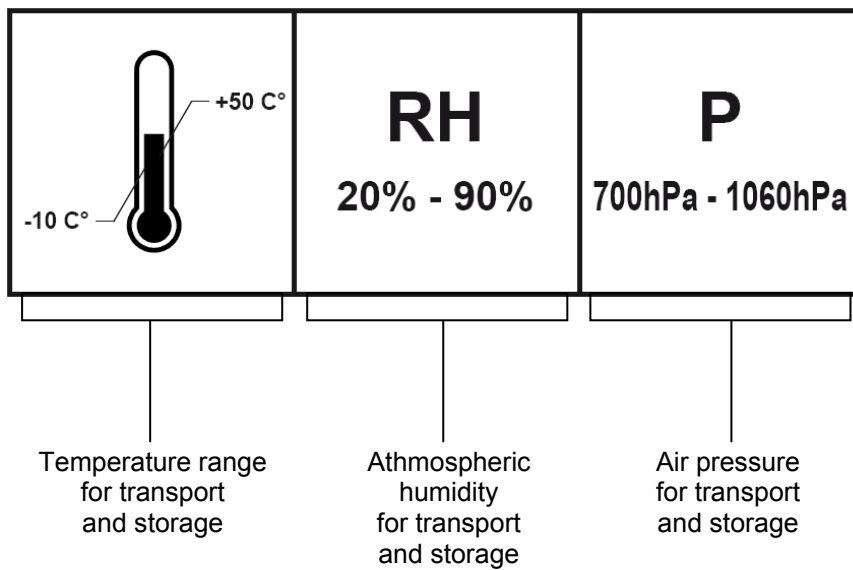 +50 C°
-10 C°
RH
20% - 90%
P
700hPa - 1060hPa
Temperature range
for transport
and storage
Athmospheric
humidity
for transport
and storage
Air pressure
for transport
and storage